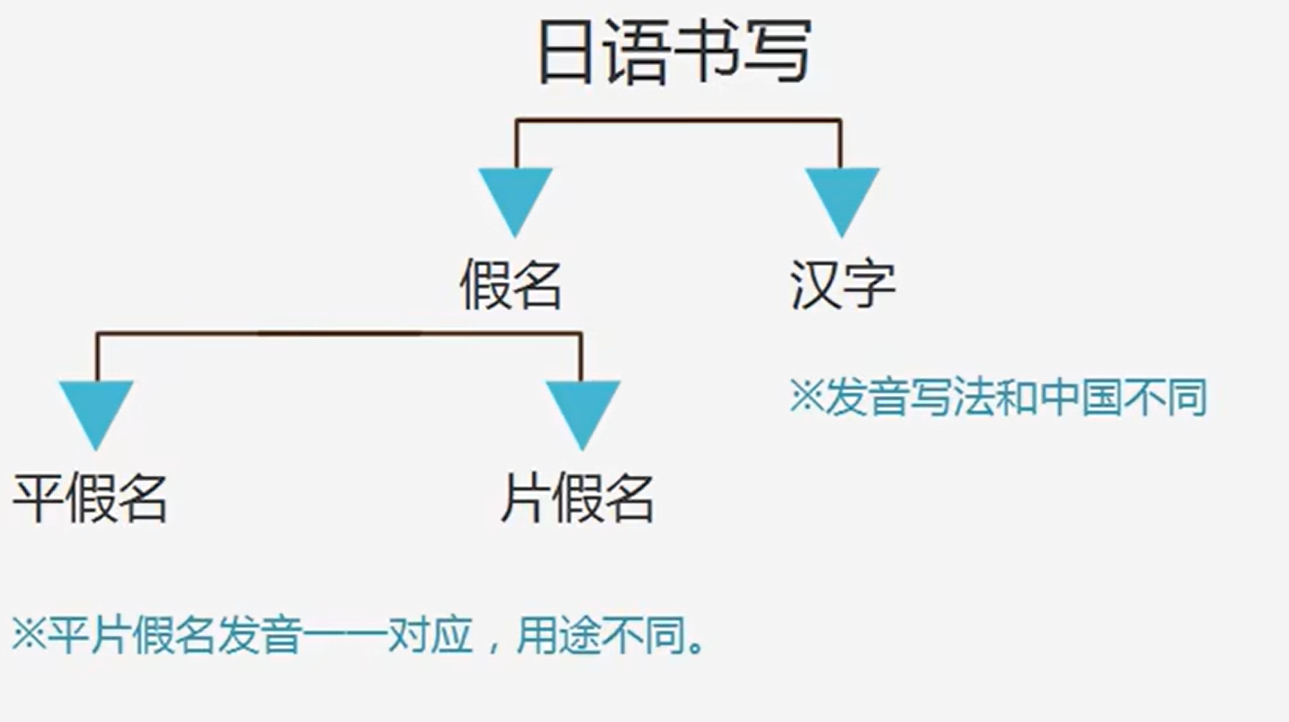 日语书写
假名
汉字
※发音写法和中国不同
平假名
片假名
※平片假名发音一一对应，用途不同。